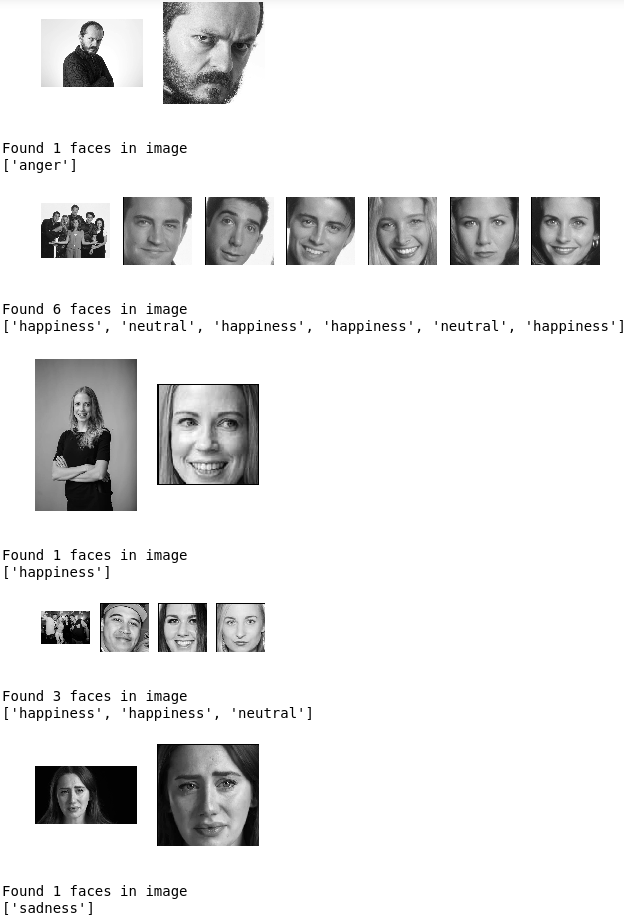 Found 1 faces in image
['anger']
Found 6 faces in image
['happiness', 'neutral', 'happiness', 'happiness', 'neutral', 'happiness']
Found 1 faces in image
['happiness']
Found 3 faces in image
['happiness', 'happiness', 'neutral']
Found 1 faces in image
['sadness']